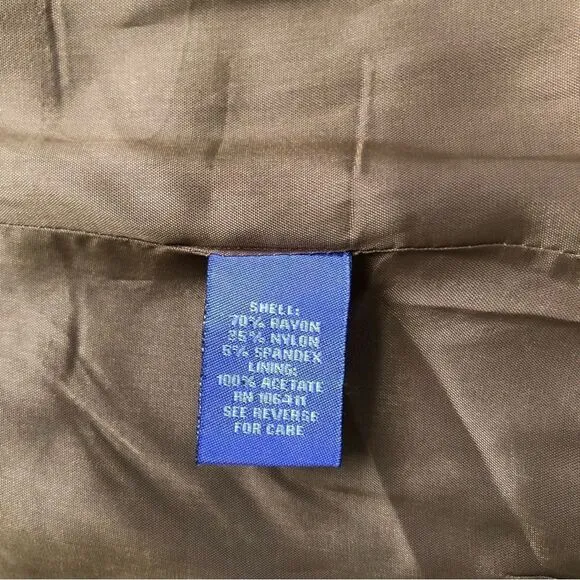 SHELL:
70% RAYON
25% NYLON
5% SPANDEX
LINING:
100% ACETATE
RN 106411
SEE REVERSE
FOR CARE